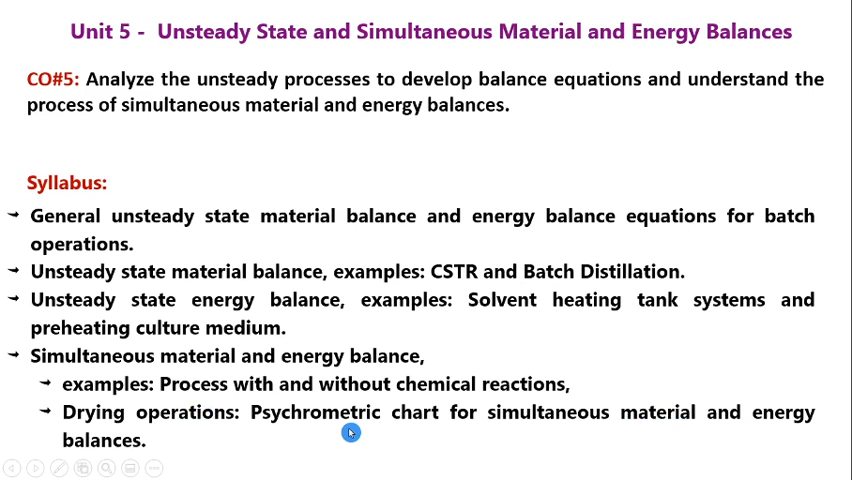 Unit 5 - Unsteady State and Simultaneous Material and Energy Balances
CO#5: Analyze the unsteady processes to develop balance equations and understand the
process of simultaneous material and energy balances.
Syllabus:
General unsteady state material balance and energy balance equations for batch
operations.
Unsteady state material balance, examples: CSTR and Batch Distillation.
Unsteady state energy balance, examples: Solvent heating tank systems and
preheating culture medium.
Simultaneous material and energy balance,
examples: Process with and without chemical reactions,
Drying operations: Psychrometric chart for simultaneous material and energy
balances.